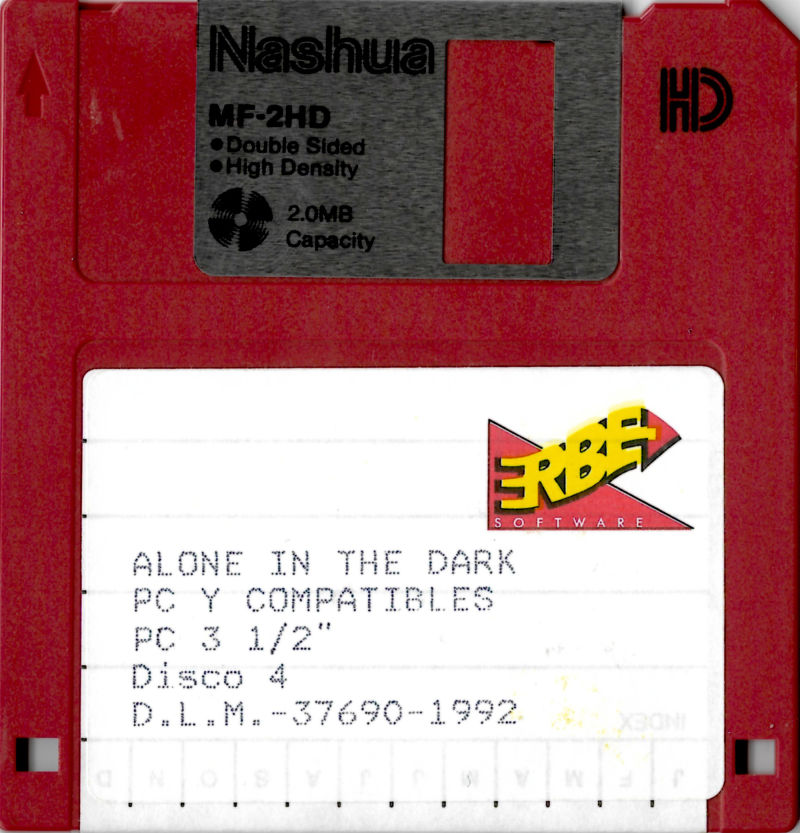 Nashua
HD
MF-2HD
•Double Sided
•High Density
2.0MB
Capacity
ERBE
SOFTWARE
ALONE IN THE DARK
PC Y COMPATIBLES
PC 3 1/2"
Disco 4
D.L.M.-37690-1992
INDEX
J F M A M J J A S O N D